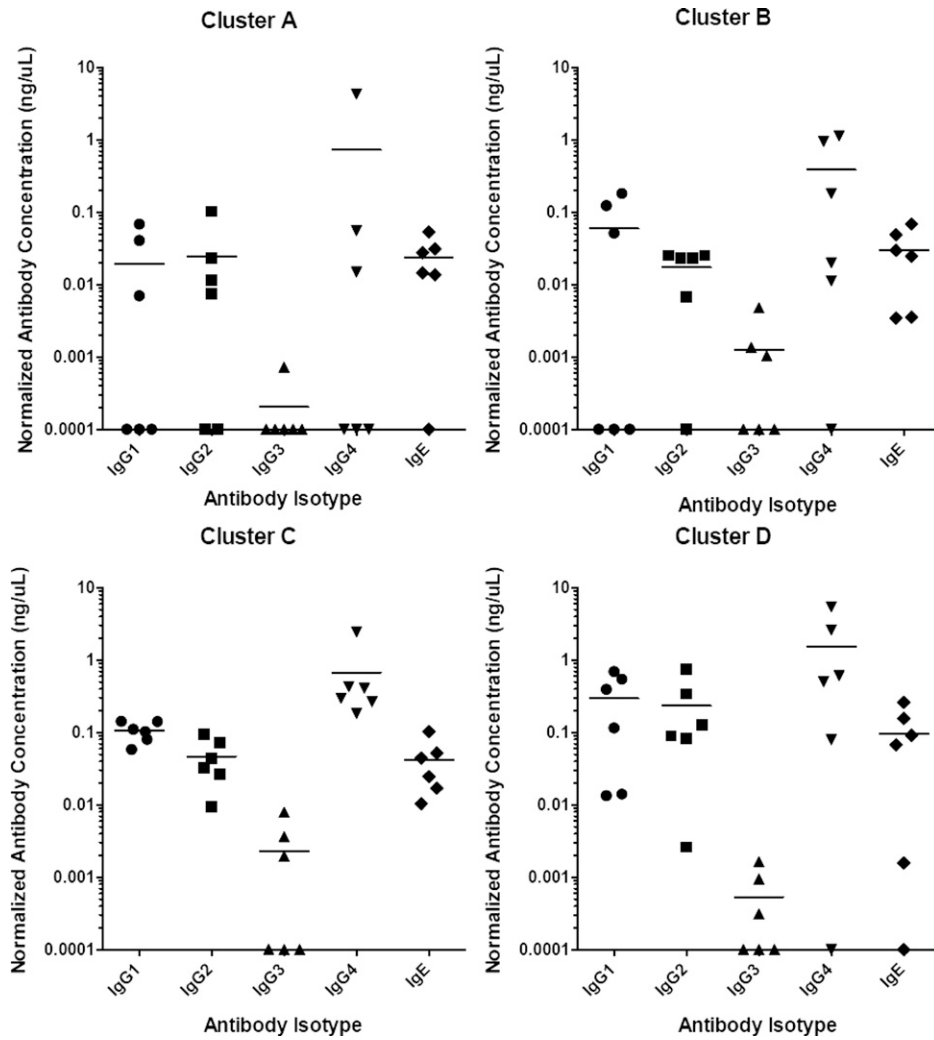 Cluster A
Normalized Antibody Concentration (ng/uL)
10
1
0.1
0.01
0.001
0.0001
IgG1
IgG2
IgG3
IgG4
IgE
Antibody Isotype
Cluster B
Normalized Antibody Concentration (ng/uL)
10
1
0.1
0.01
0.001
0.0001
IgG1
IgG2
IgG3
IgG4
IgE
Antibody Isotype
Cluster C
Normalized Antibody Concentration (ng/uL)
10
1
0.1
0.01
0.001
0.0001
IgG1
IgG2
IgG3
IgG4
IgE
Antibody Isotype
Cluster D
Normalized Antibody Concentration (ng/uL)
10
1
0.1
0.01
0.001
0.0001
IgG1
IgG2
IgG3
IgG4
IgE
Antibody Isotype